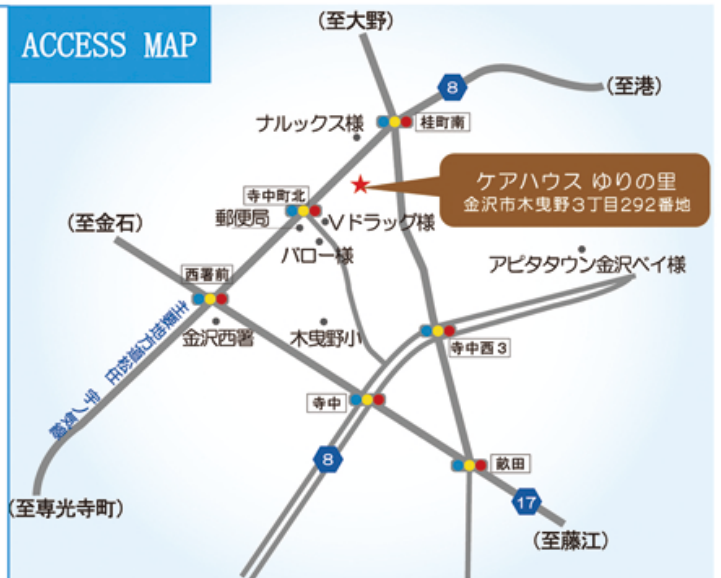 ACCESS MAP
(至大野)
8
(至港)
ナルックス様
桂町南
ケアハウス ゆりの里
金沢市木曳野3丁目292番地
寺中町北
郵便局
Vドラッグ様
バロー様
(至金石)
アピタタウン金沢ベイ様
西署前
金沢西署
木曳野小
寺中西3
主要地方道松任 宇ノ気線
寺中
8
畝田
17
(至専光寺町)
(至藤江)